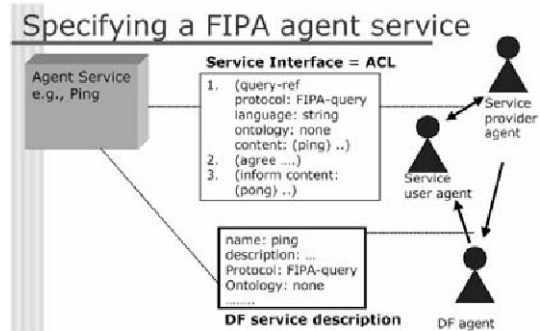 Specifying a FIPA agent service
Service Interface = ACL
Agent Service
e.g., Ping
1. (query-ref
protocol: FIPA-query
language: string
ontology: none
content: (ping) ..)
2. (agree ....)
3. (inform content:
(pong) ..)
Service
provider
agent
Service
user agent
name: ping
description: ...
Protocol: FIPA-query
Ontology: none
........
DF service description
DF agent